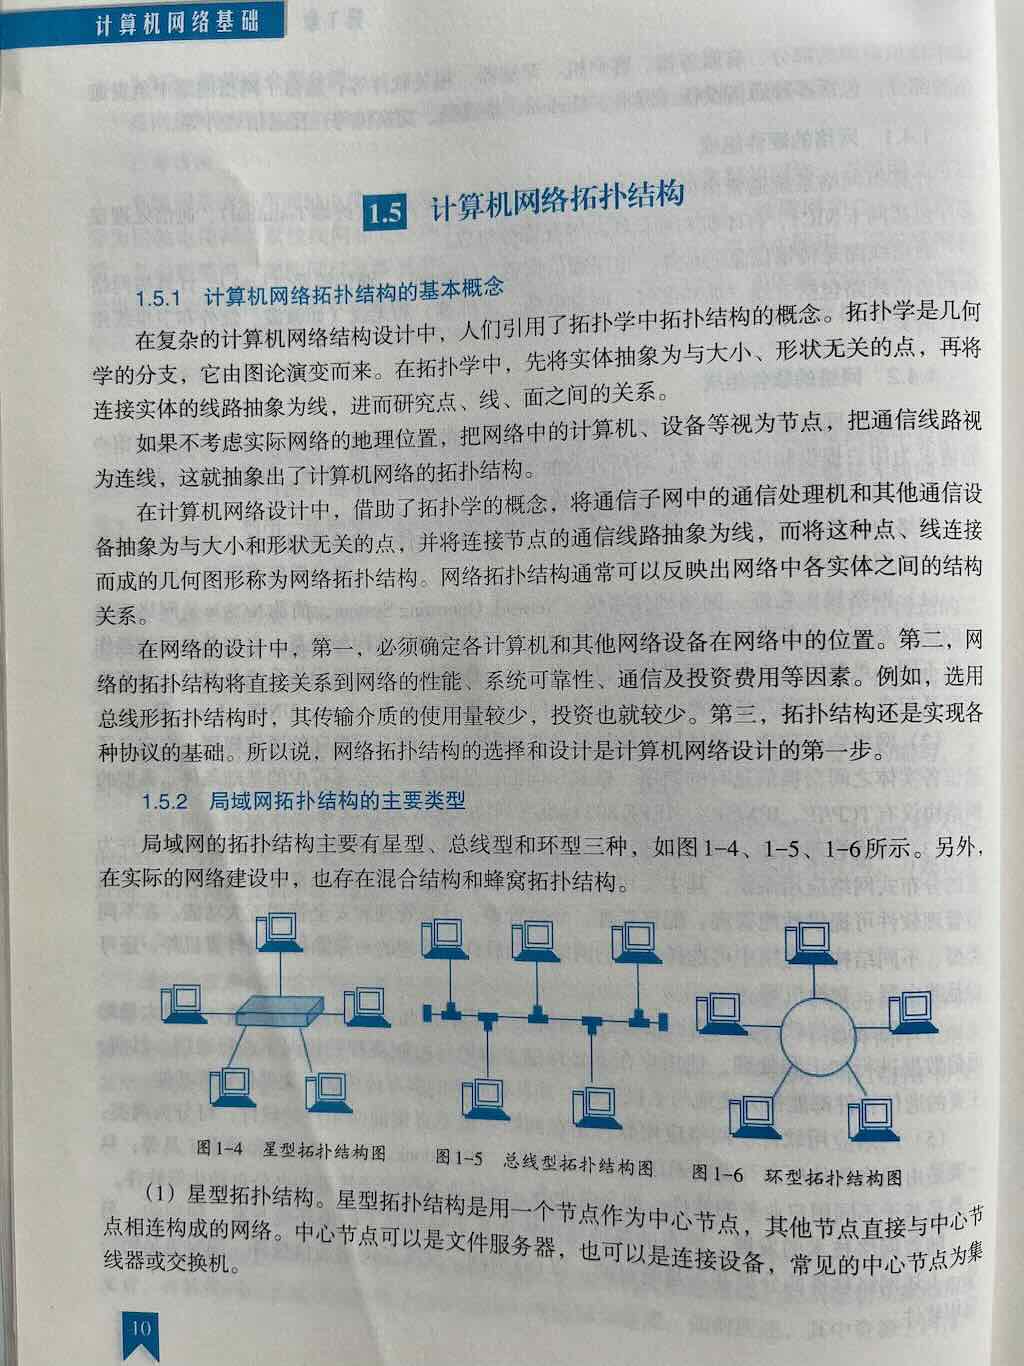 计算机网络基础
1.5 计算机网络拓扑结构
1.5.1 计算机网络拓扑结构的基本概念
在复杂的计算机网络结构设计中，人们引用了拓扑学中拓扑结构的概念。拓扑学是几何
学的分支，它由图论演变而来。在拓扑学中，先将实体抽象为与大小、形状无关的点，再将
连接实体的线路抽象为线，进而研究点、线、面之间的关系。
如果不考虑实际网络的地理位置，把网络中的计算机、设备等视为节点，把通信线路视
为连线，这就抽象出了计算机网络的拓扑结构。
在计算机网络设计中，借助了拓扑学的概念，将通信子网中的通信处理机和其他通信设
备抽象为与大小和形状无关的点，并将连接节点的通信线路抽象为线，而将这种点、线连接
而成的几何图形称为网络拓扑结构。网络拓扑结构通常可以反映出网络中各实体之间的结构
关系。
在网络的设计中，第一，必须确定各计算机和其他网络设备在网络中的位置。第二，网
络的拓扑结构将直接关系到网络的性能、系统可靠性、通信及投资费用等因素。例如，选用
总线形拓扑结构时，其传输介质的使用量较少，投资也就较少。第三，拓扑结构还是实现各
种协议的基础。所以说，网络拓扑结构的选择和设计是计算机网络设计的第一步。
1.5.2 局域网拓扑结构的主要类型
局域网的拓扑结构主要有星型、总线型和环型三种，如图1-4、1-5、1-6所示。另外，
在实际的网络建设中，也存在混合结构和蜂窝拓扑结构。
图1-4 星型拓扑结构图 图1-5 总线型拓扑结构图 图1-6 环型拓扑结构图
（1）星型拓扑结构。星型拓扑结构是用一个节点作为中心节点，其他节点直接与中心节
点相连构成的网络。中心节点可以是文件服务器，也可以是连接设备，常见的中心节点为集
线器或交换机。
10